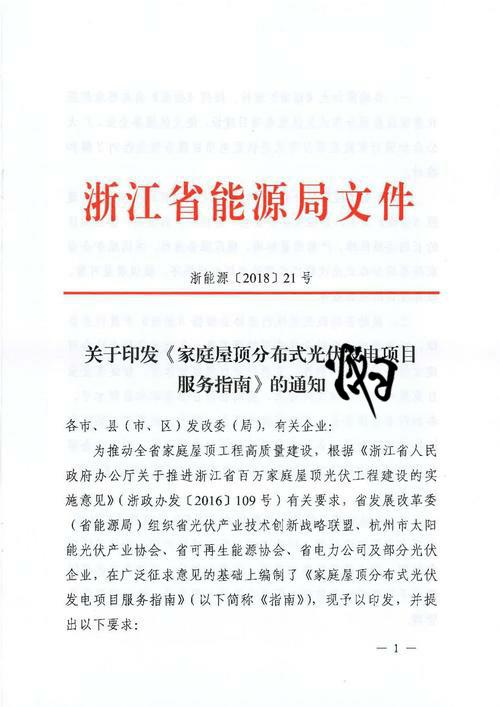 浙江省能源局文件
浙能源〔2018〕21号
关于印发《家庭屋顶分布式光伏发电项目
服务指南》的通知
各市、县(市、区)发改委(局),有关企业:
为推动全省家庭屋顶工程高质量建设,根据《浙江省人民
政府办公厅关于推进浙江省百万家庭屋顶光伏工程建设的实
施意见》(浙政办发〔2016〕109号)有关要求,省发展改革委
(省能源局)组织省光伏产业技术创新战略联盟、杭州市太阳
能光伏产业协会、省可再生能源协会、省电力公司及部分光伏
企业,在广泛征求意见的基础上编制了《家庭屋顶分布式光伏
发电项目服务指南》(以下简称《指南》),现予以印发,并提
出以下要求:
— 1 —